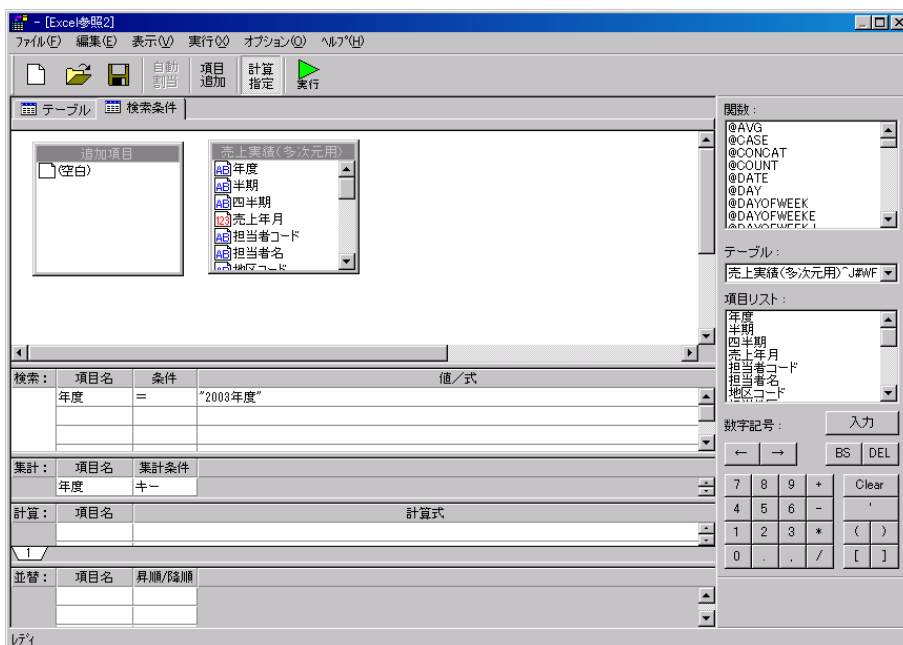 - [Excel参照2]
ファイル(F) 編集(E) 表示(V) 実行(X) オプション(O) ヘルプ(H)
自動割当 項目追加 計算指定 実行
テーブル 検索条件
追加項目
(空白)
売上実績(多次元用)
年度
半期
四半期
売上年月
担当者コード
担当者名
地区コード
検索: 項目名 条件 値/式
年度 = "2003年度"
集計: 項目名 集計条件
年度 キー
計算: 項目名 計算式
1
並替: 項目名 昇順/降順
レディ
関数:
@AVG
@CASE
@CONCAT
@COUNT
@DATE
@DAY
@DAYOFWEEK
@DAYOFWEEKE
テーブル:
売上実績(多次元用)^J#WF
項目リスト:
年度
半期
四半期
売上年月
担当者コード
担当者名
地区コード
数字記号: 入力
← → BS DEL
7 8 9 + Clear
4 5 6 - '
1 2 3 * ( )
0 . , / [ ]